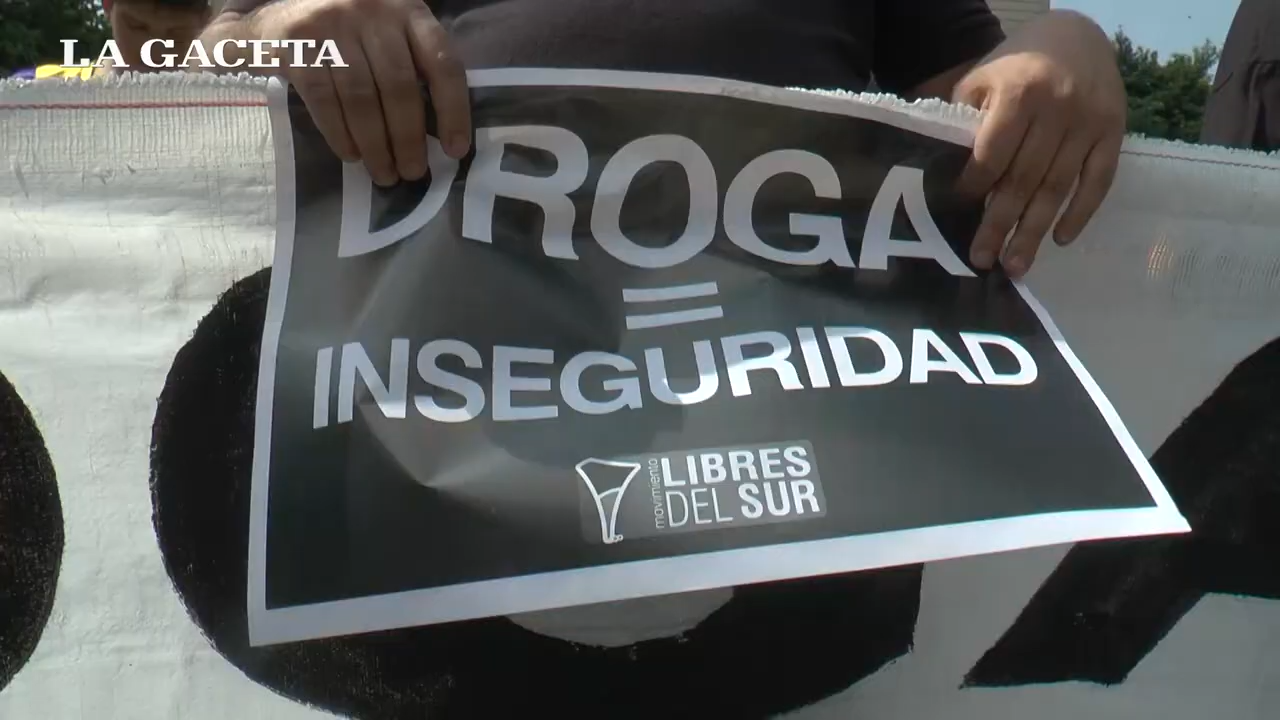 LA GACETA
DROGA
=
INSEGURIDAD
movimiento
LIBRES
DEL SUR